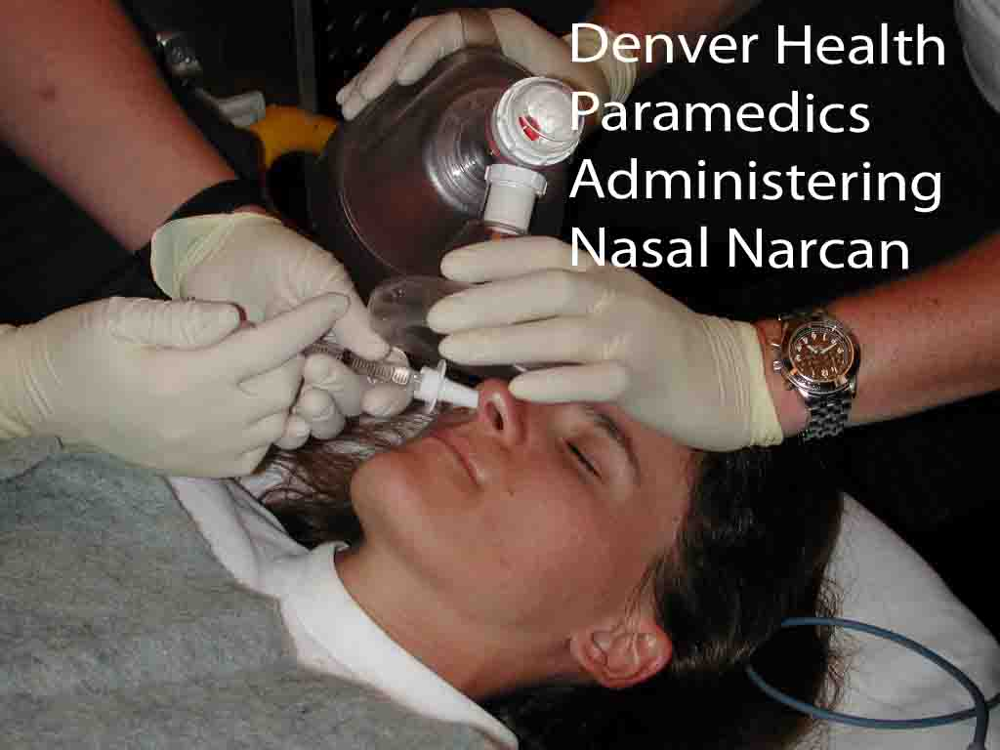 Denver Health
Paramedics
Administering
Nasal Narcan